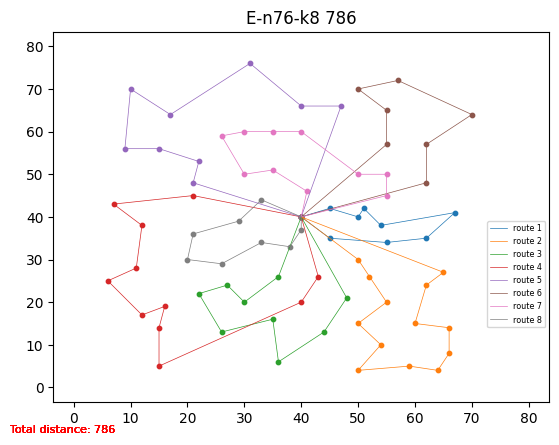 E-n76-k8 786
80
70
60
50
40
30
20
10
0
0 10 20 30 40 50 60 70 80
route 1
route 2
route 3
route 4
route 5
route 6
route 7
route 8
Total distance: 786